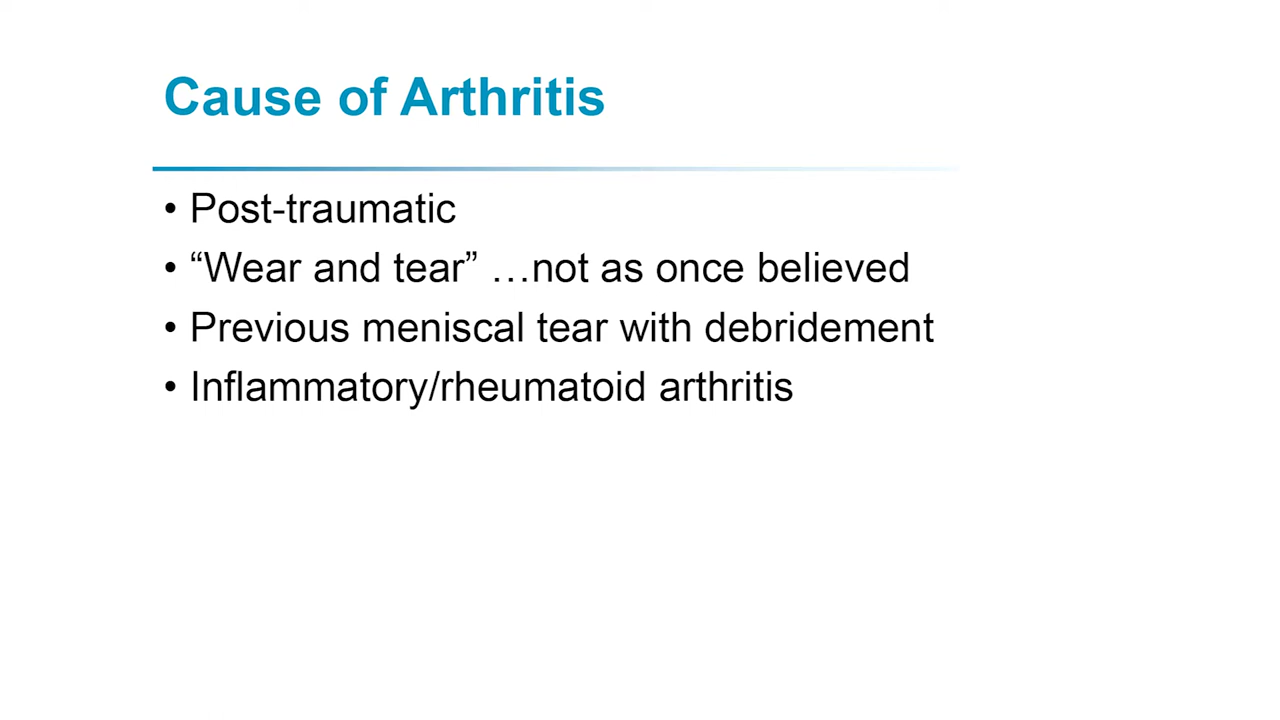 Cause of Arthritis
• Post-traumatic
• “Wear and tear” …not as once believed
• Previous meniscal tear with debridement
• Inflammatory/rheumatoid arthritis